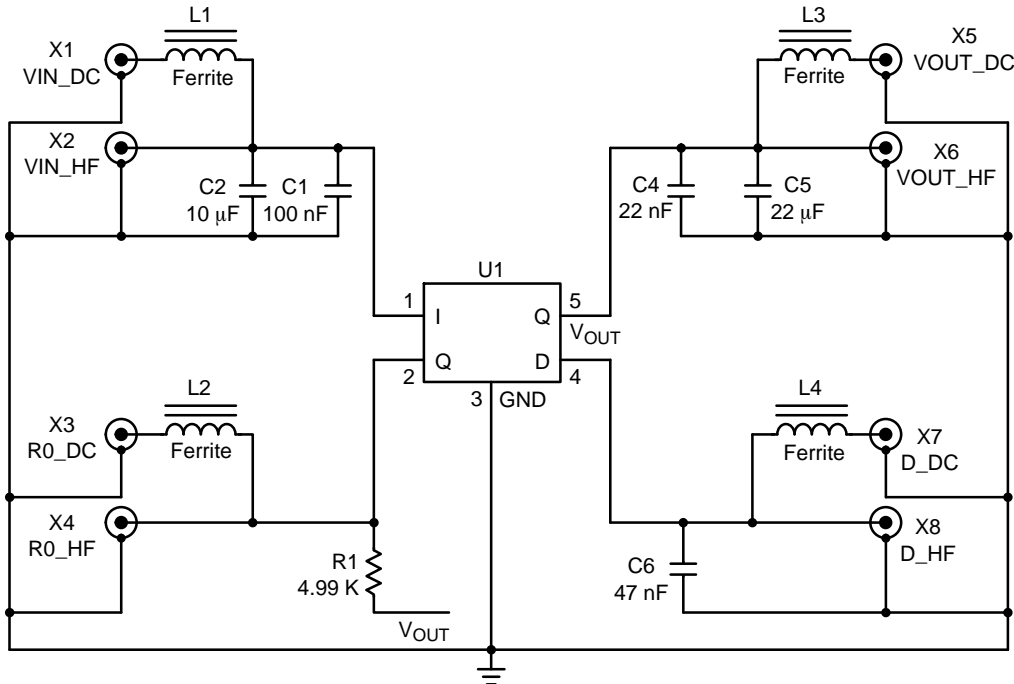 L1
X1
VIN_DC
Ferrite
X2
VIN_HF
C2
10 μF
C1
100 nF
L3
X5
VOUT_DC
Ferrite
X6
VOUT_HF
C4
22 nF
C5
22 μF
U1
1
I
Q
2
3
GND
Q
5
VOUT
D
4
L2
X3
R0_DC
Ferrite
X4
R0_HF
R1
4.99 K
VOUT
L4
X7
D_DC
Ferrite
X8
D_HF
C6
47 nF